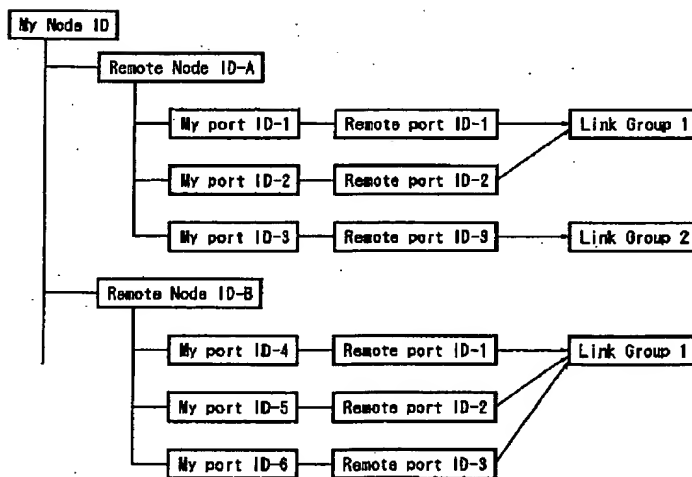 My Node ID
Remote Node ID-A
My port ID-1 Remote port ID-1 Link Group 1
My port ID-2 Remote port ID-2
My port ID-3 Remote port ID-3 Link Group 2
Remote Node ID-B
My port ID-4 Remote port ID-1 Link Group 1
My port ID-5 Remote port ID-2
My port ID-6 Remote port ID-3